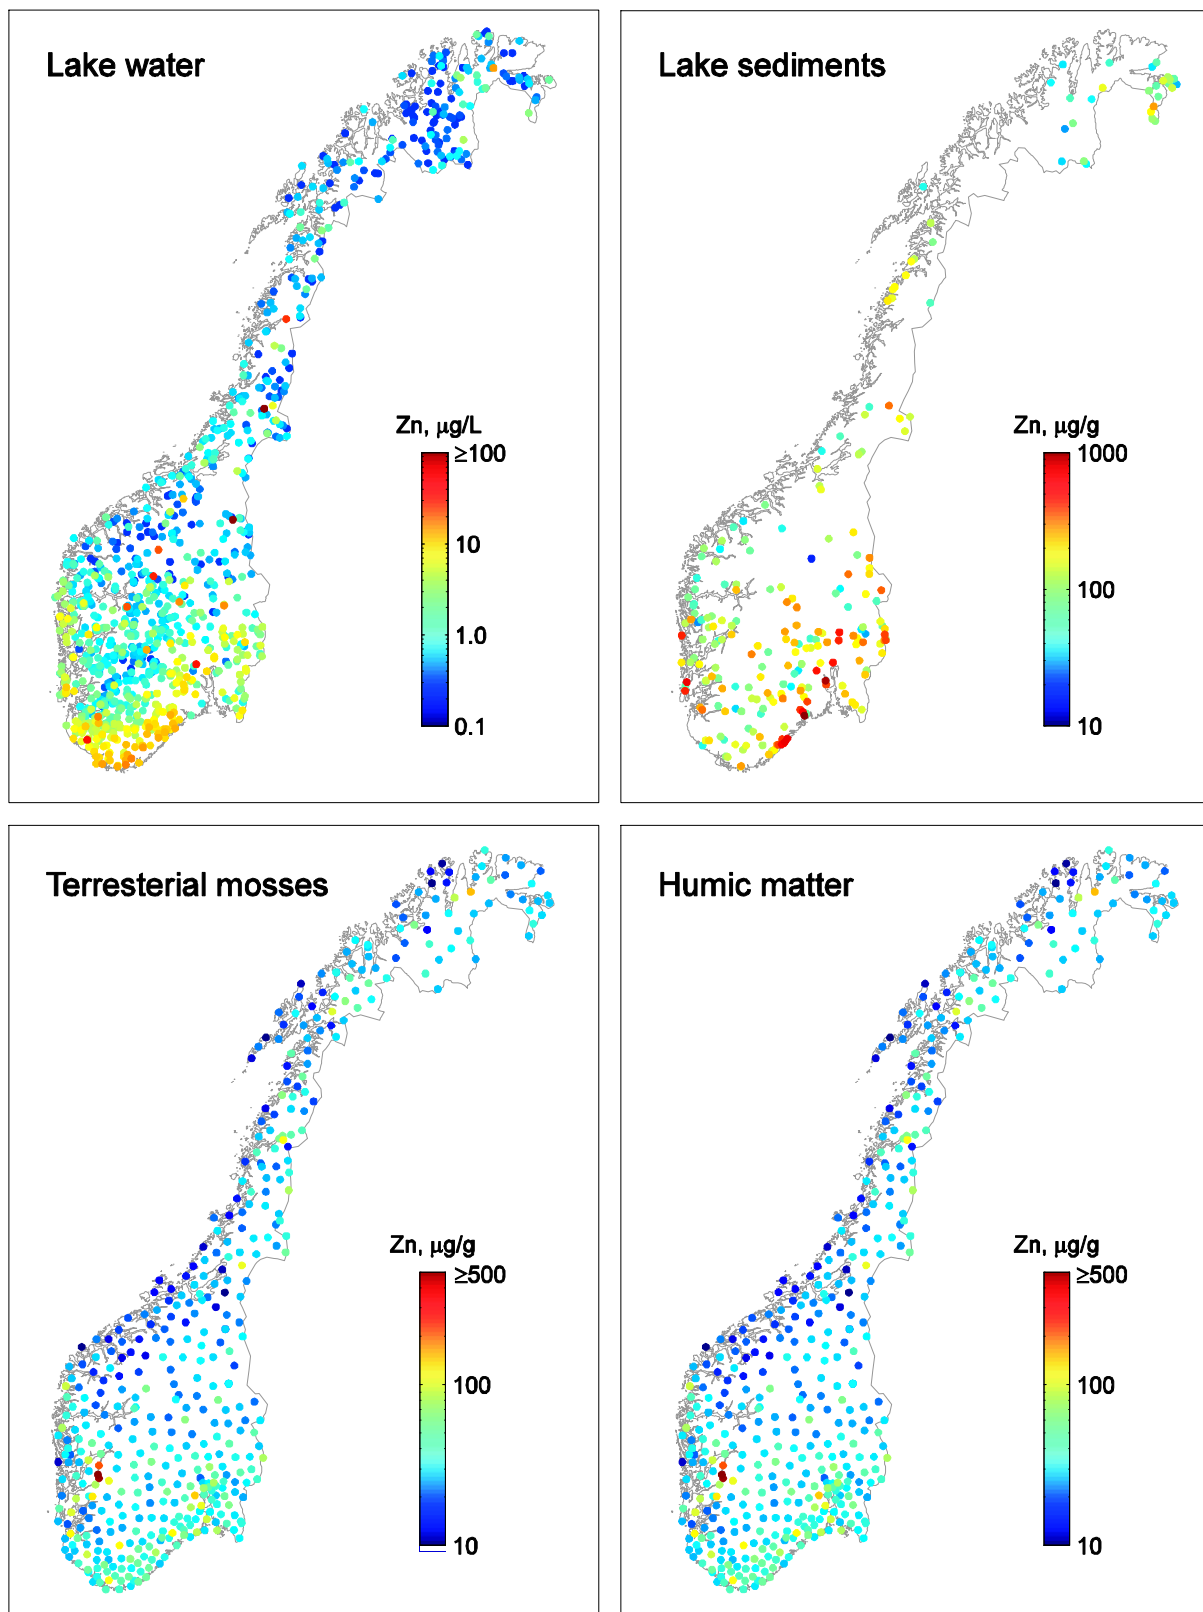 Lake water
Zn, µg/L
≥100
10
1.0
0.1
Lake sediments
Zn, µg/g
1000
100
10
Terresterial mosses
Zn, µg/g
≥500
100
10
Humic matter
Zn, µg/g
≥500
100
10